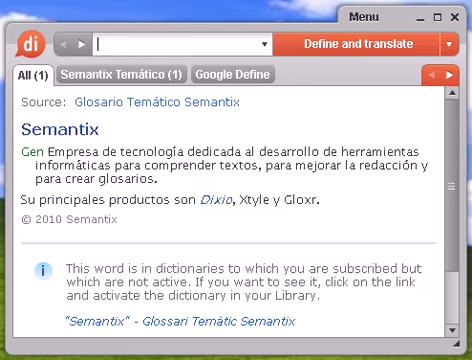 Menu
di
Define and translate
All (1)
Semantix Temático (1)
Google Define
Source: Glosario Temático Semantix
Semantix
Gen Empresa de tecnología dedicada al desarrollo de herramientas
informáticas para comprender textos, para mejorar la redacción y
para crear glosarios.
Su principales producto son Dixio, Xtyle y Gloxr.
© 2010 Semantix
i
This word is in dictionaries to which you are subscribed but
which are not active. If you want to see it, click on the link
and activate the dictionary in your Library.
"Semantix" - Glossari Temàtic Semantix